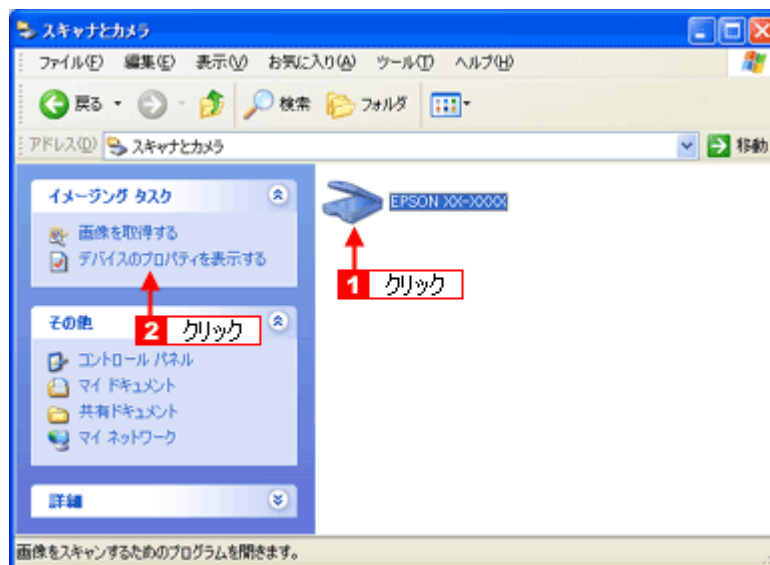 スキャナとカメラ
ファイル(F) 編集(E) 表示(V) お気に入り(A) ツール(T) ヘルプ(H)
戻る 検索 フォルダ
アドレス(D) スキャナとカメラ 移動
イメージング タスク
画像を取得する
デバイスのプロパティを表示する
EPSON XX-XXXX
1 クリック
2 クリック
その他
コントロール パネル
マイ ドキュメント
共有ドキュメント
マイ ネットワーク
詳細
画像をスキャンするためのプログラムを開きます。